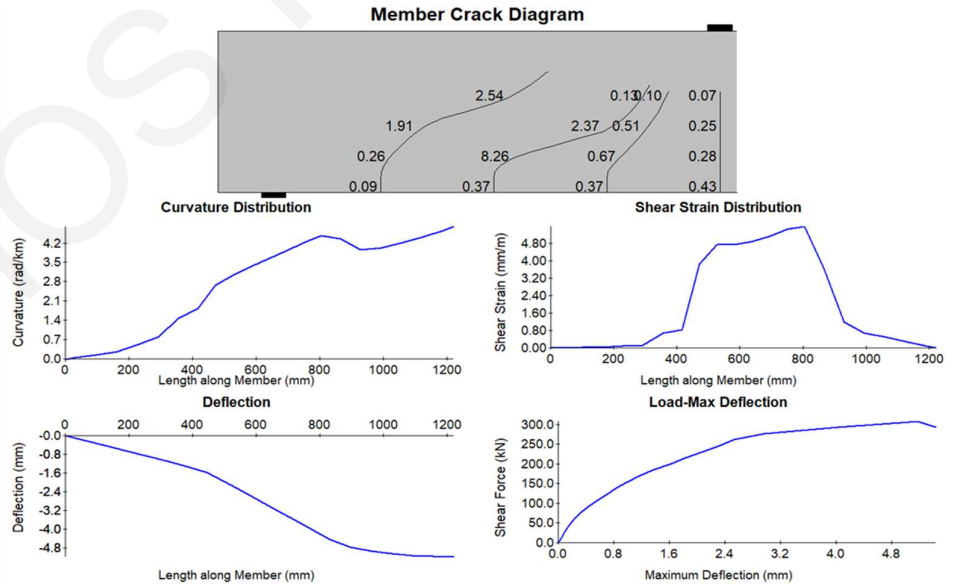 Member Crack Diagram
2.54 0.13 0.10 0.07
1.91 2.37 0.51 0.25
0.26 8.26 0.67 0.28
0.09 0.37 0.37 0.43
Curvature Distribution
Curvature (rad/km)
4.2
3.5
2.8
2.1
1.4
0.7
0.0
0 200 400 600 800 1000 1200
Length along Member (mm)
Shear Strain Distribution
Shear Strain (mm/m)
4.80
4.00
3.20
2.40
1.60
0.80
0.00
0 200 400 600 800 1000 1200
Length along Member (mm)
Deflection
0 200 400 600 800 1000 1200
Deflection (mm)
-0.0
-0.8
-1.6
-2.4
-3.2
-4.0
-4.8
Length along Member (mm)
Load-Max Deflection
Shear Force (kN)
300.0
250.0
200.0
150.0
100.0
50.0
0.0
0.0 0.8 1.6 2.4 3.2 4.0 4.8
Maximum Deflection (mm)